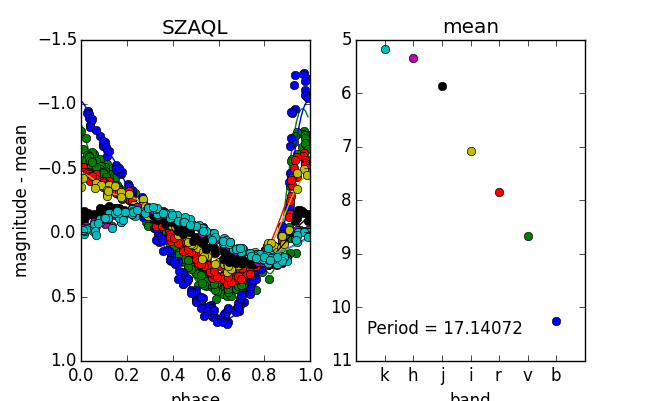 SZAQL
mean
−1.5
−1.0
−0.5
0.0
0.5
1.0
magnitude - mean
0.0 0.2 0.4 0.6 0.8 1.0
phase
5
6
7
8
9
10
11
Period = 17.14072
k h j i r v b
band